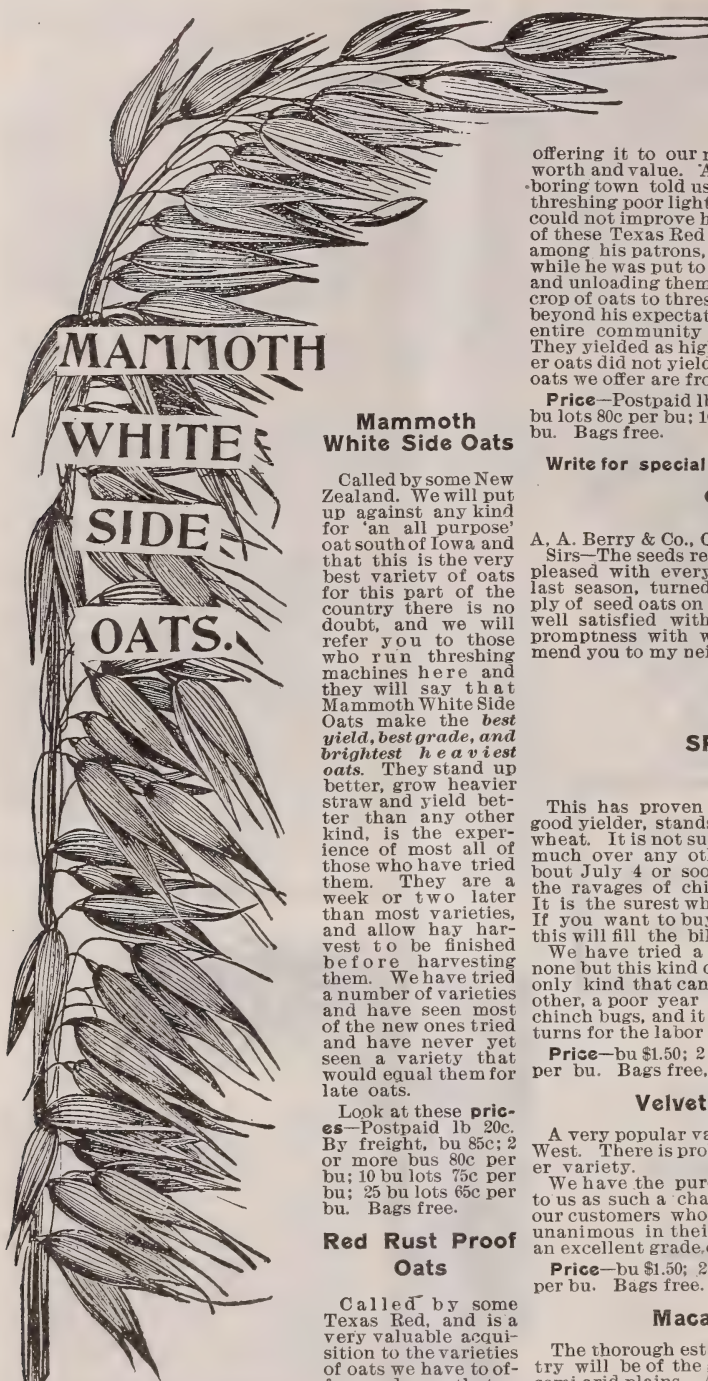 MAMMOTH
WHITE
SIDE
OATS.
Mammoth
White Side Oats
Called by some New
Zealand. We will put
up against any kind
for 'an all purpose'
oat south of Iowa and
that this is the very
best variety of oats
for this part of the
country there is no
doubt, and we will
refer you to those
who run threshing
machines here and
they will say that
Mammoth White Side
Oats make the best
yield, best grade, and
brightest heaviest
oats. They stand up
better, grow heavier
straw and yield bet-
ter than any other
kind, is the exper-
ience of most all of
those who have tried
them. They are a
week or two later
than most varieties,
and allow hay har-
vest to be finished
before harvesting
them. We have tried
a number of varieties
and have seen most
of the new ones tried
and have never yet
seen a variety that
would equal them for
late oats.
Look at these pric-
es—Postpaid lb 20c.
By freight, bu 85c; 2
or more bus 80c per
bu; 10 bu lots 75c per
bu; 25 bu lots 65c per
bu. Bags free.
Red Rust Proof
Oats
Called by some
Texas Red, and is a
very valuable acqui-
sition to the varieties
of oats we have to of-
offering it to our
worth and value.
boring town told us
threshing poor light
could not improve
of these Texas Red
among his patrons,
while he was put to
and unloading them
crop of oats to thres
beyond his expectat
entire community
They yielded as hig
er oats did not yield
oats we offer are fro
Price—Postpaid lb
bu lots 80c per bu;
bu. Bags free.
Write for special
A, A. Berry & Co.,
Sirs—The seeds re
pleased with every
last season, turned
ply of seed oats on
well satisfied with
promptness with
mend you to my nei
This has proven
good yielder, stands
wheat. It is not su
much over any ot
bout July 4 or soo
the ravages of chi
It is the surest wh
If you want to buy
this will fill the bil
We have tried a
none but this kind
only kind that can
other, a poor year
chinch bugs, and it
turns for the labor
Price—bu $1.50; 2
per bu. Bags free.
Velvet
A very popular va
West. There is pro
er variety.
We have the pur
to us as such a cha
our customers who
unanimous in thei
an excellent grade.
Price—bu $1.50; 2
per bu. Bags free.
Maca
The thorough est
try will be of the